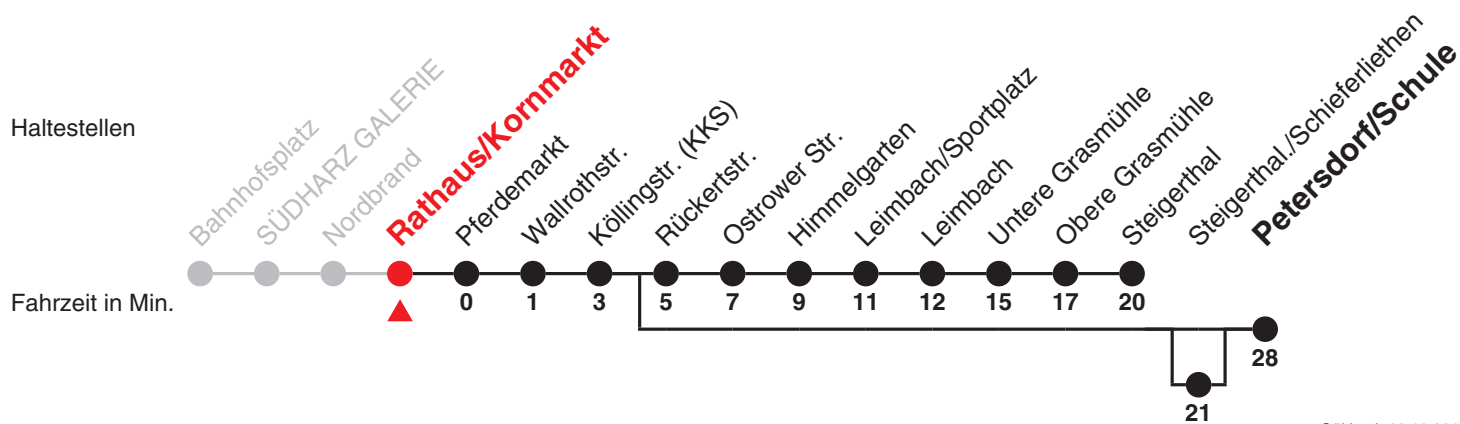 Haltestellen
Bahnhofsplatz
SÜDHARZ GALERIE
Nordbrand
Rathaus/Kornmarkt
Pferdemarkt
Wallrothstr.
Köllingstr. (KKS)
Rückertstr.
Ostrower Str.
Himmelgarten
Leimbach/Sportplatz
Leimbach
Untere Grasmühle
Obere Grasmühle
Steigerthal
Steigerthal./Schieferliethen
Petersdorf/Schule
Fahrzeit in Min.
0 1 3 5 7 9 11 12 15 17 20
28
21